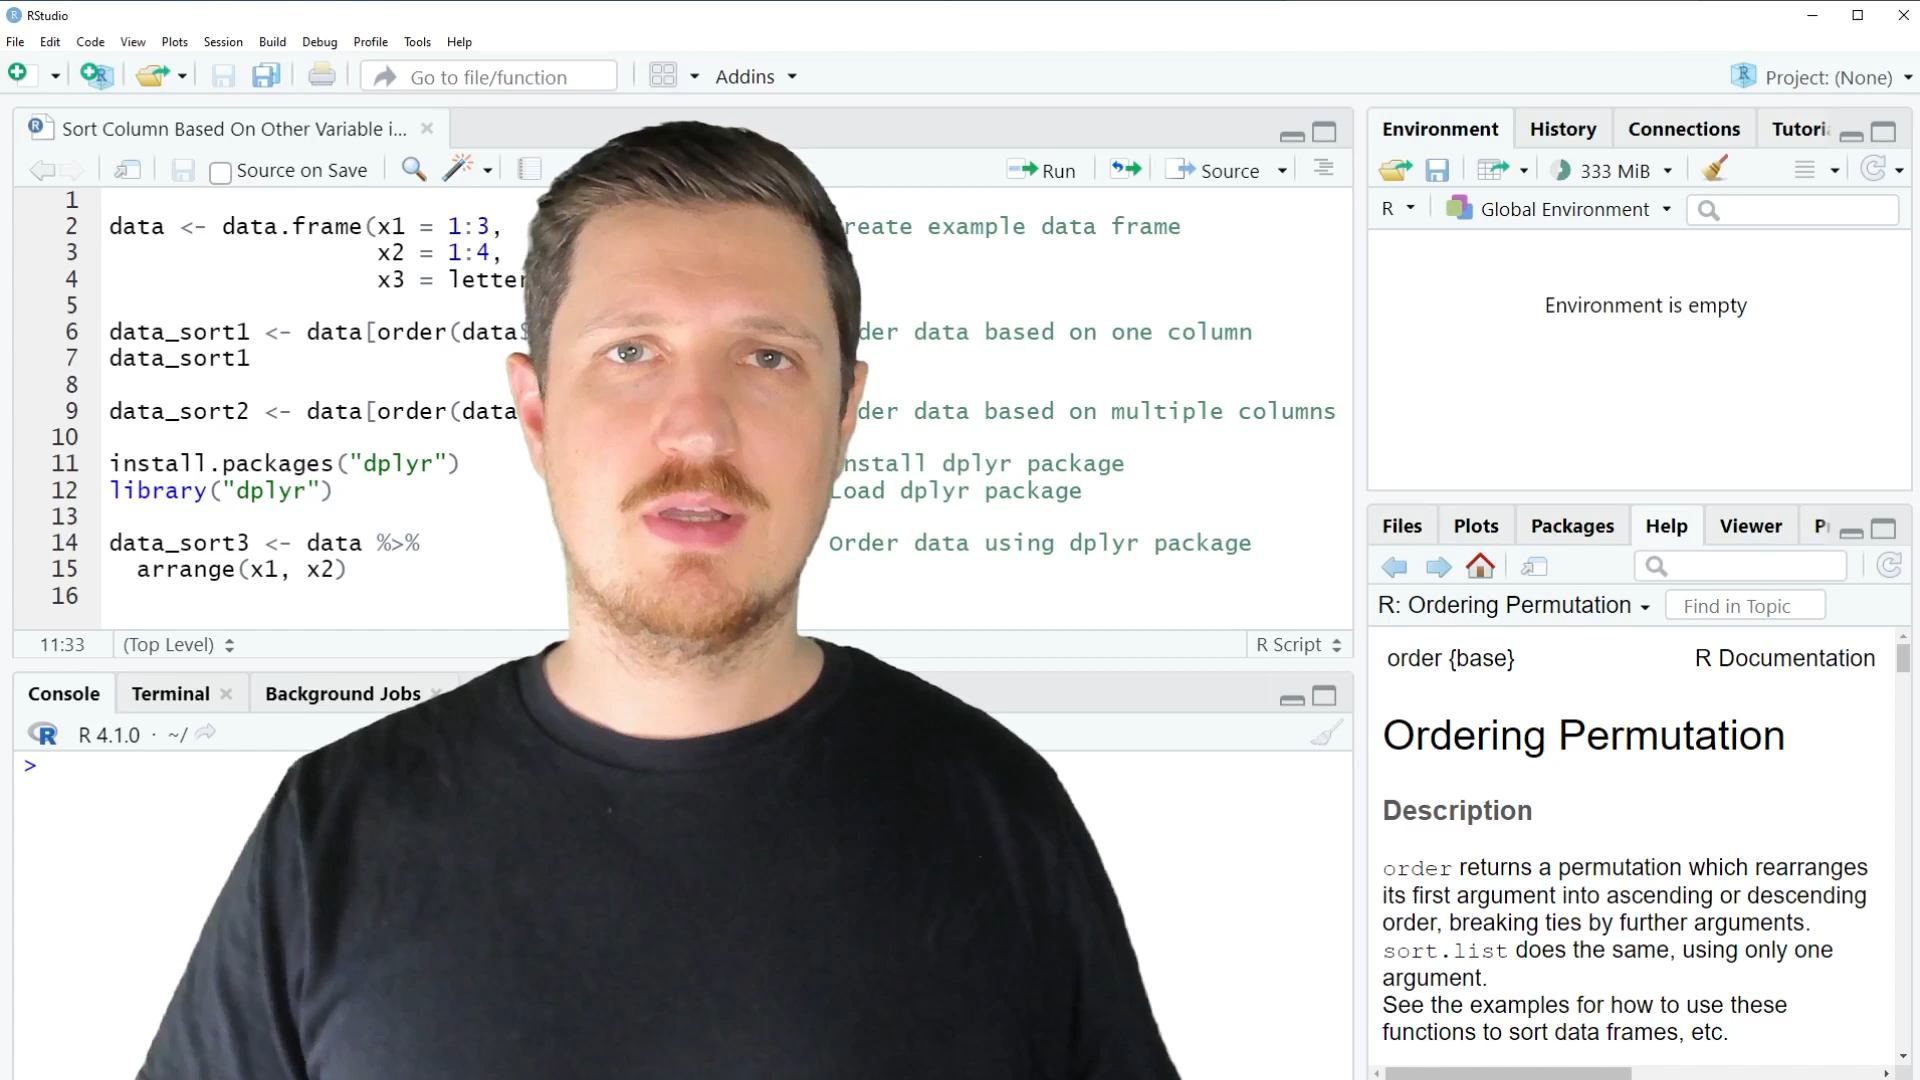 RStudio
File Edit Code View Plots Session Build Debug Profile Tools Help
Go to file/function
Addins
Project: (None)
Sort Column Based On Other Variable i...
Source on Save
Run
Source
1
2 data <- data.frame(x1 = 1:3, reate example data frame
3 x2 = 1:4,
4 x3 = letter
5
6 data_sort1 <- data[order(data$ der data based on one column
7 data_sort1
8
9 data_sort2 <- data[order(data der data based on multiple columns
10
11 install.packages("dplyr") nstall dplyr package
12 library("dplyr") Load dplyr package
13
14 data_sort3 <- data %>% Order data using dplyr package
15 arrange(x1, x2)
16
11:33 (Top Level) R Script
Console Terminal Background Jobs
R 4.1.0 · ~/
>
Environment History Connections Tutori
333 MiB
R Global Environment
Environment is empty
Files Plots Packages Help Viewer
R: Ordering Permutation Find in Topic
order {base} R Documentation
Ordering Permutation
Description
order returns a permutation which rearranges
its first argument into ascending or descending
order, breaking ties by further arguments.
sort.list does the same, using only one
argument.
See the examples for how to use these
functions to sort data frames, etc.